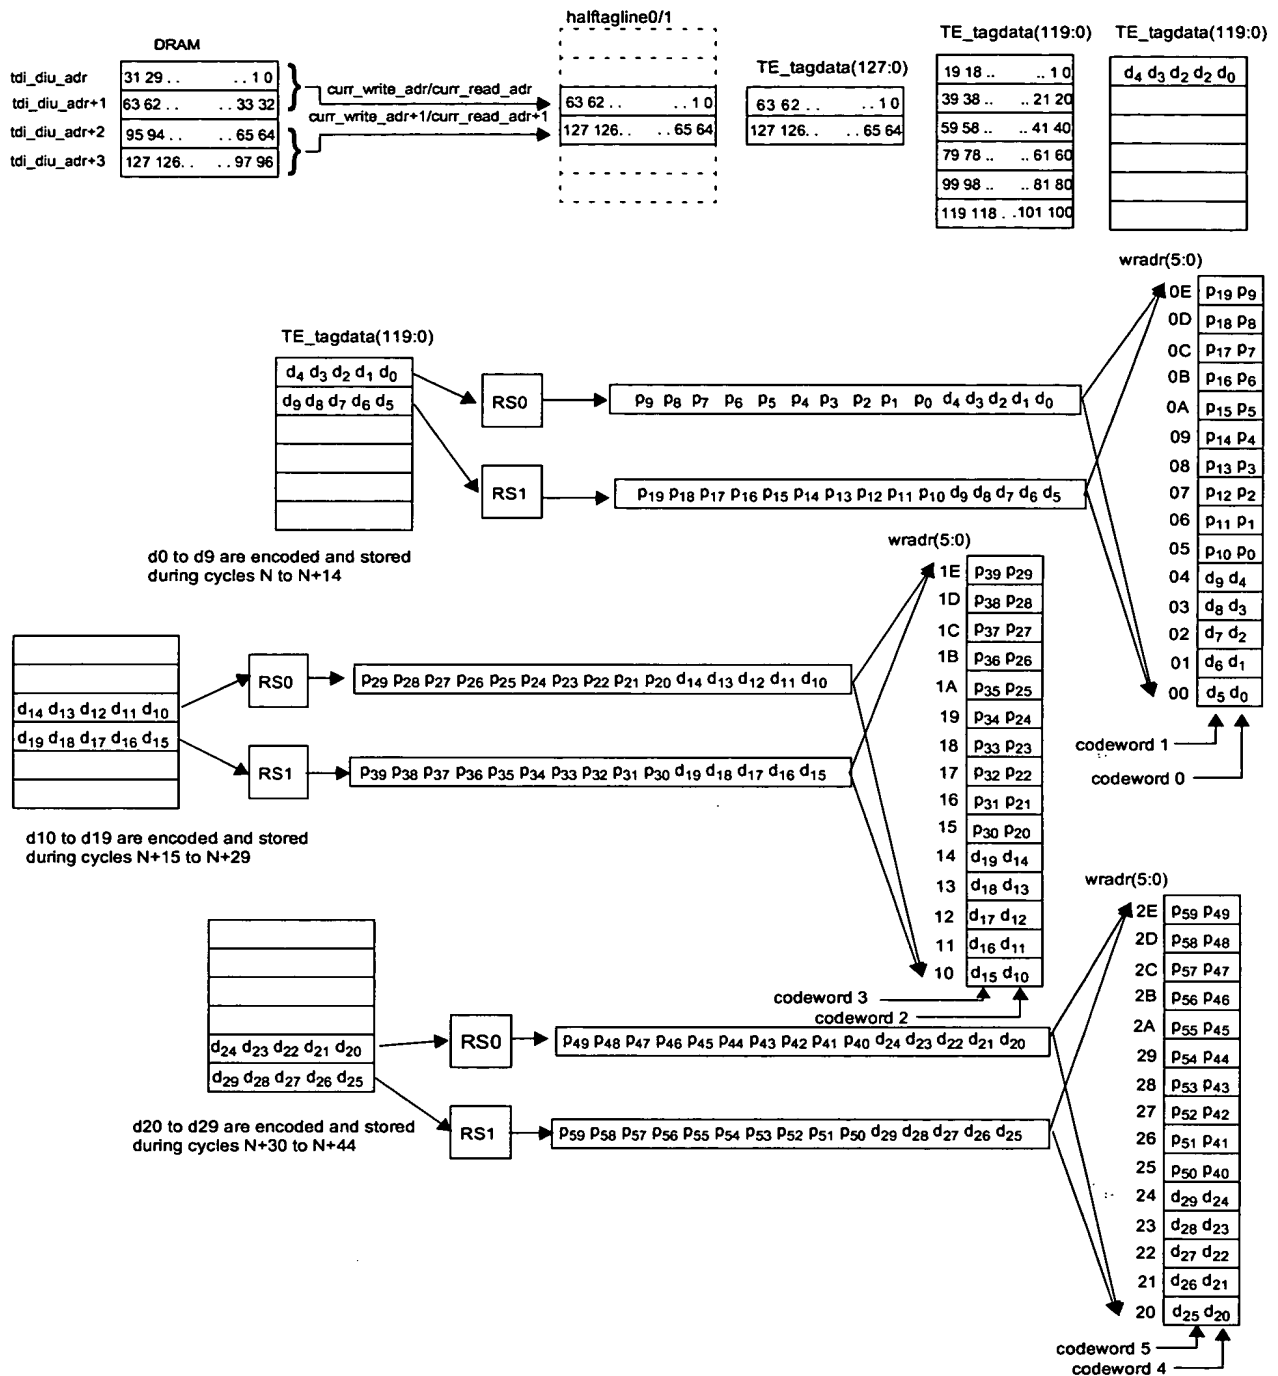 halftagline0/1
TE_tagdata(119:0)
TE_tagdata(119:0)
DRAM
TE_tagdata(127:0)
tdi_diu_adr
31 29 . . . . 1 0
tdi_diu_adr+1
63 62 . . . . 33 32
tdi_diu_adr+2
95 94 . . . . 65 64
tdi_diu_adr+3
127 126. . . . 97 96
curr_write_adr/curr_read_adr
curr_write_adr+1/curr_read_adr+1
63 62 . . . . 1 0
127 126. . . . 65 64
63 62 . . . . 1 0
127 126. . . . 65 64
19 18 .. .. 1 0
39 38 .. .. 21 20
59 58 .. .. 41 40
79 78 .. .. 61 60
99 98 .. .. 81 80
119 118 . .101 100
d4 d3 d2 d2 d0
wradr(5:0)
0E p19 p9
0D p18 p8
0C p17 p7
0B p16 p6
0A p15 p5
09 p14 p4
08 p13 p3
07 p12 p2
06 p11 p1
05 p10 p0
04 d9 d4
03 d8 d3
02 d7 d2
01 d6 d1
00 d5 d0
codeword 1
codeword 0
TE_tagdata(119:0)
d4 d3 d2 d1 d0
d9 d8 d7 d6 d5
RS0
p9 p8 p7 p6 p5 p4 p3 p2 p1 p0 d4 d3 d2 d1 d0
RS1
p19 p18 p17 p16 p15 p14 p13 p12 p11 p10 d9 d8 d7 d6 d5
d0 to d9 are encoded and stored
during cycles N to N+14
wradr(5:0)
1E p39 p29
1D p38 p28
1C p37 p27
1B p36 p26
1A p35 p25
19 p34 p24
18 p33 p23
17 p32 p22
16 p31 p21
15 p30 p20
14 d19 d14
13 d18 d13
12 d17 d12
11 d16 d11
10 d15 d10
codeword 3
codeword 2
d14 d13 d12 d11 d10
d19 d18 d17 d16 d15
RS0
p29 p28 p27 p26 p25 p24 p23 p22 p21 p20 d14 d13 d12 d11 d10
RS1
p39 p38 p37 p36 p35 p34 p33 p32 p31 p30 d19 d18 d17 d16 d15
d10 to d19 are encoded and stored
during cycles N+15 to N+29
wradr(5:0)
2E p59 p49
2D p58 p48
2C p57 p47
2B p56 p46
2A p55 p45
29 p54 p44
28 p53 p43
27 p52 p42
26 p51 p41
25 p50 p40
24 d29 d24
23 d28 d23
22 d27 d22
21 d26 d21
20 d25 d20
codeword 5
codeword 4
d24 d23 d22 d21 d20
d29 d28 d27 d26 d25
RS0
p49 p48 p47 p46 p45 p44 p43 p42 p41 p40 d24 d23 d22 d21 d20
RS1
p59 p58 p57 p56 p55 p54 p53 p52 p51 p50 d29 d28 d27 d26 d25
d20 to d29 are encoded and stored
during cycles N+30 to N+44